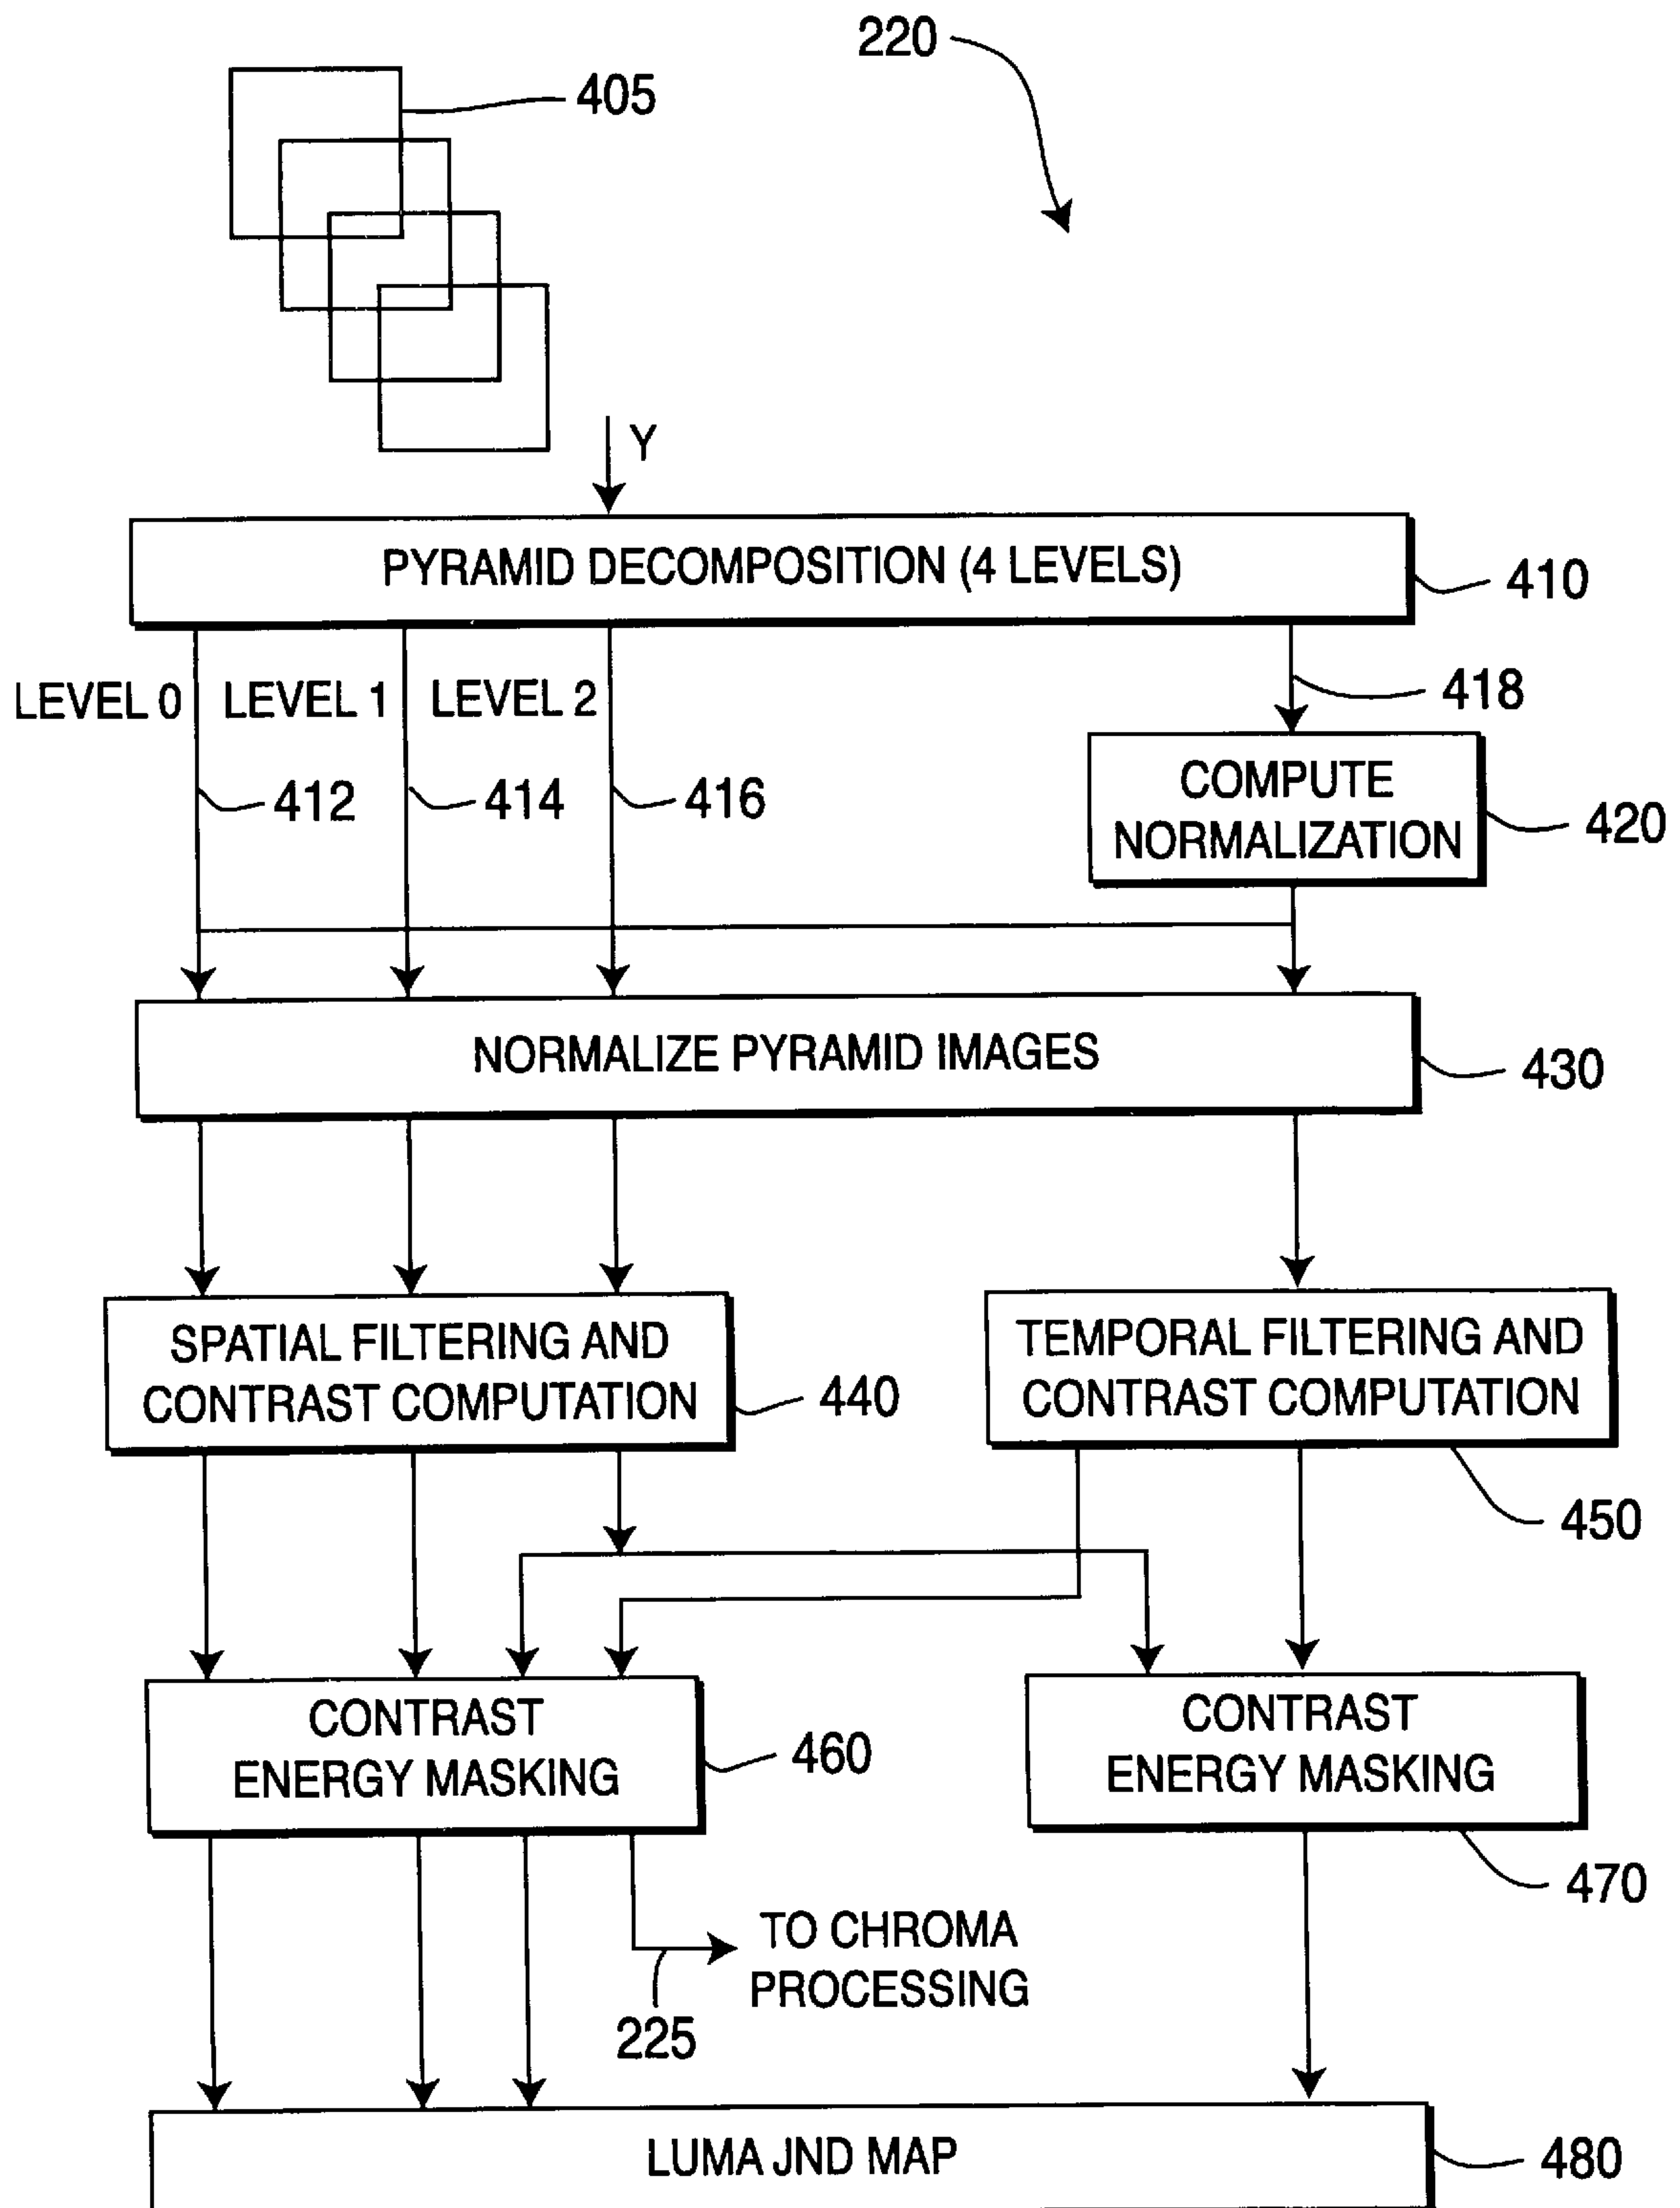 220
405
Y
PYRAMID DECOMPOSITION (4 LEVELS)
410
LEVEL 0
LEVEL 1
LEVEL 2
418
412
414
416
COMPUTE
NORMALIZATION
420
NORMALIZE PYRAMID IMAGES
430
SPATIAL FILTERING AND
CONTRAST COMPUTATION
440
TEMPORAL FILTERING AND
CONTRAST COMPUTATION
450
CONTRAST
ENERGY MASKING
460
CONTRAST
ENERGY MASKING
470
TO CHROMA
PROCESSING
225
LUMA JND MAP
480